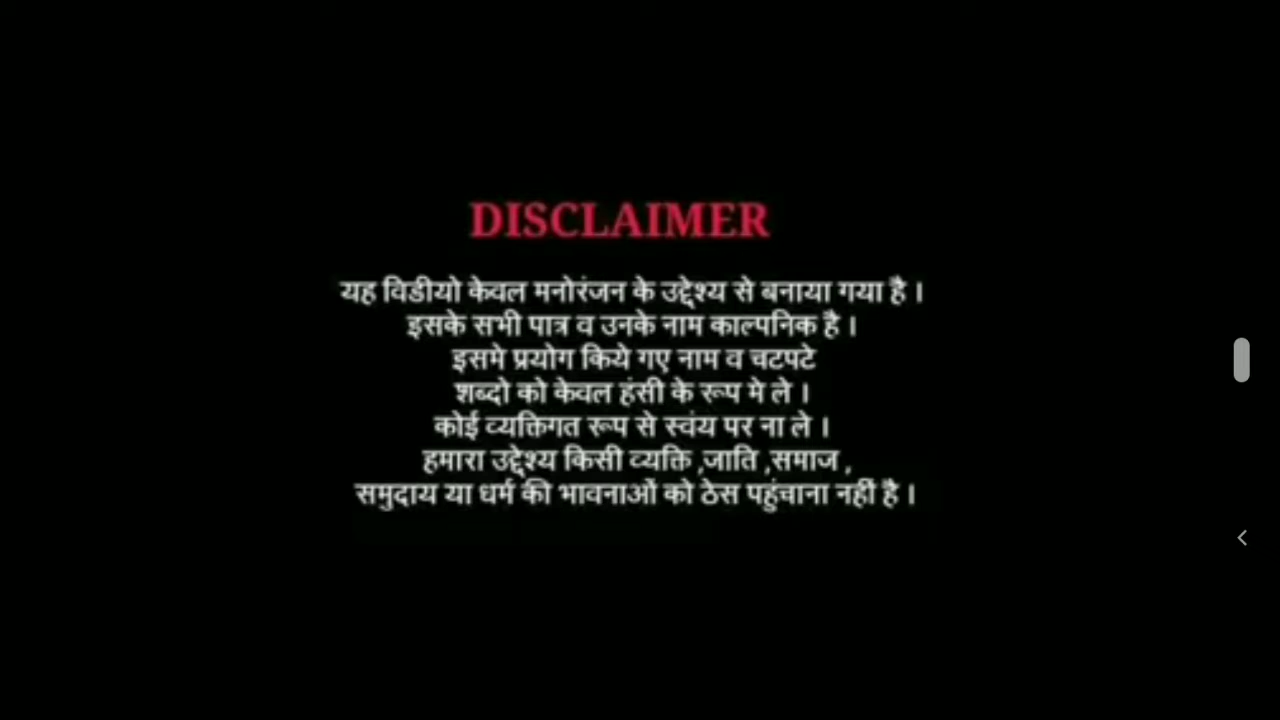 DISCLAIMER
यह विडीयो केवल मनोरंजन के उद्देश्य से बनाया गया है ।
इसके सभी पात्र व उनके नाम काल्पनिक है ।
इसमे प्रयोग किये गए नाम व चटपटे
शब्दो को केवल हंसी के रूप मे ले ।
कोई व्यक्तिगत रूप से स्वंय पर ना ले ।
हमारा उद्देश्य किसी व्यक्ति ,जाति ,समाज ,
समुदाय या धर्म की भावनाओं को ठेस पहुंचाना नहीं है ।